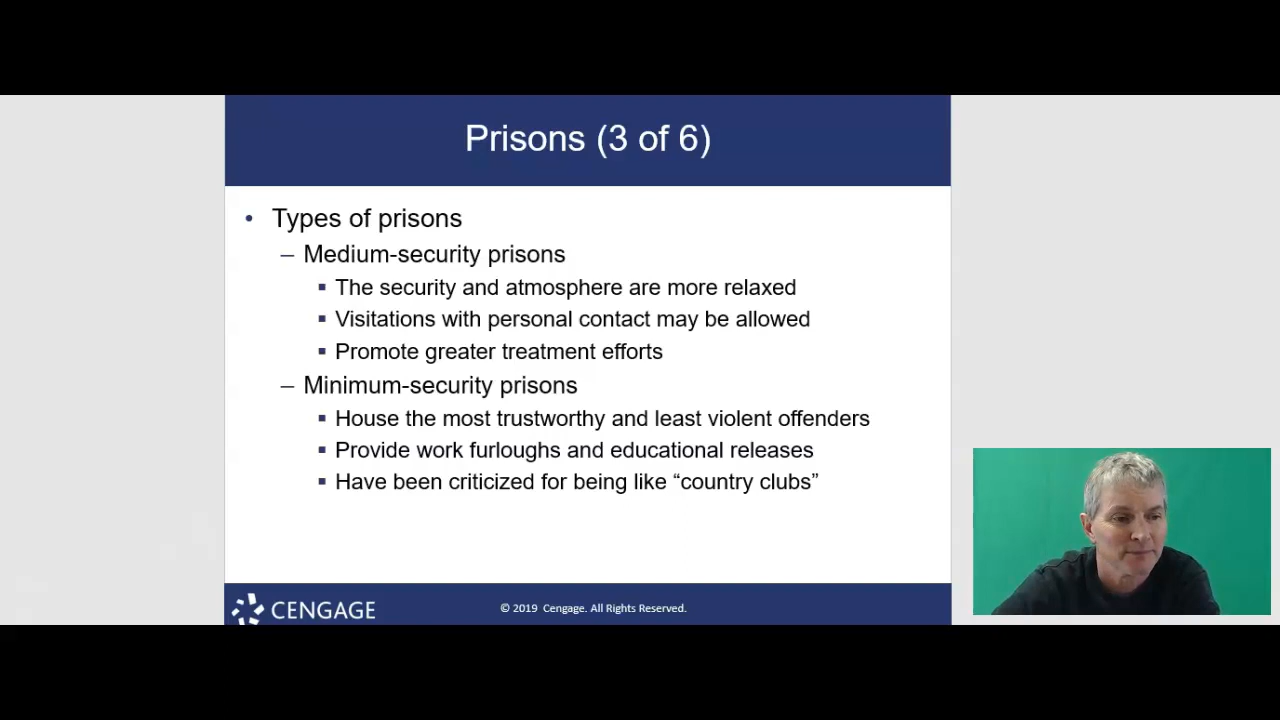 Prisons (3 of 6)
• Types of prisons
– Medium-security prisons
▪ The security and atmosphere are more relaxed
▪ Visitations with personal contact may be allowed
▪ Promote greater treatment efforts
– Minimum-security prisons
▪ House the most trustworthy and least violent offenders
▪ Provide work furloughs and educational releases
▪ Have been criticized for being like “country clubs”
CENGAGE
© 2019 Cengage. All Rights Reserved.